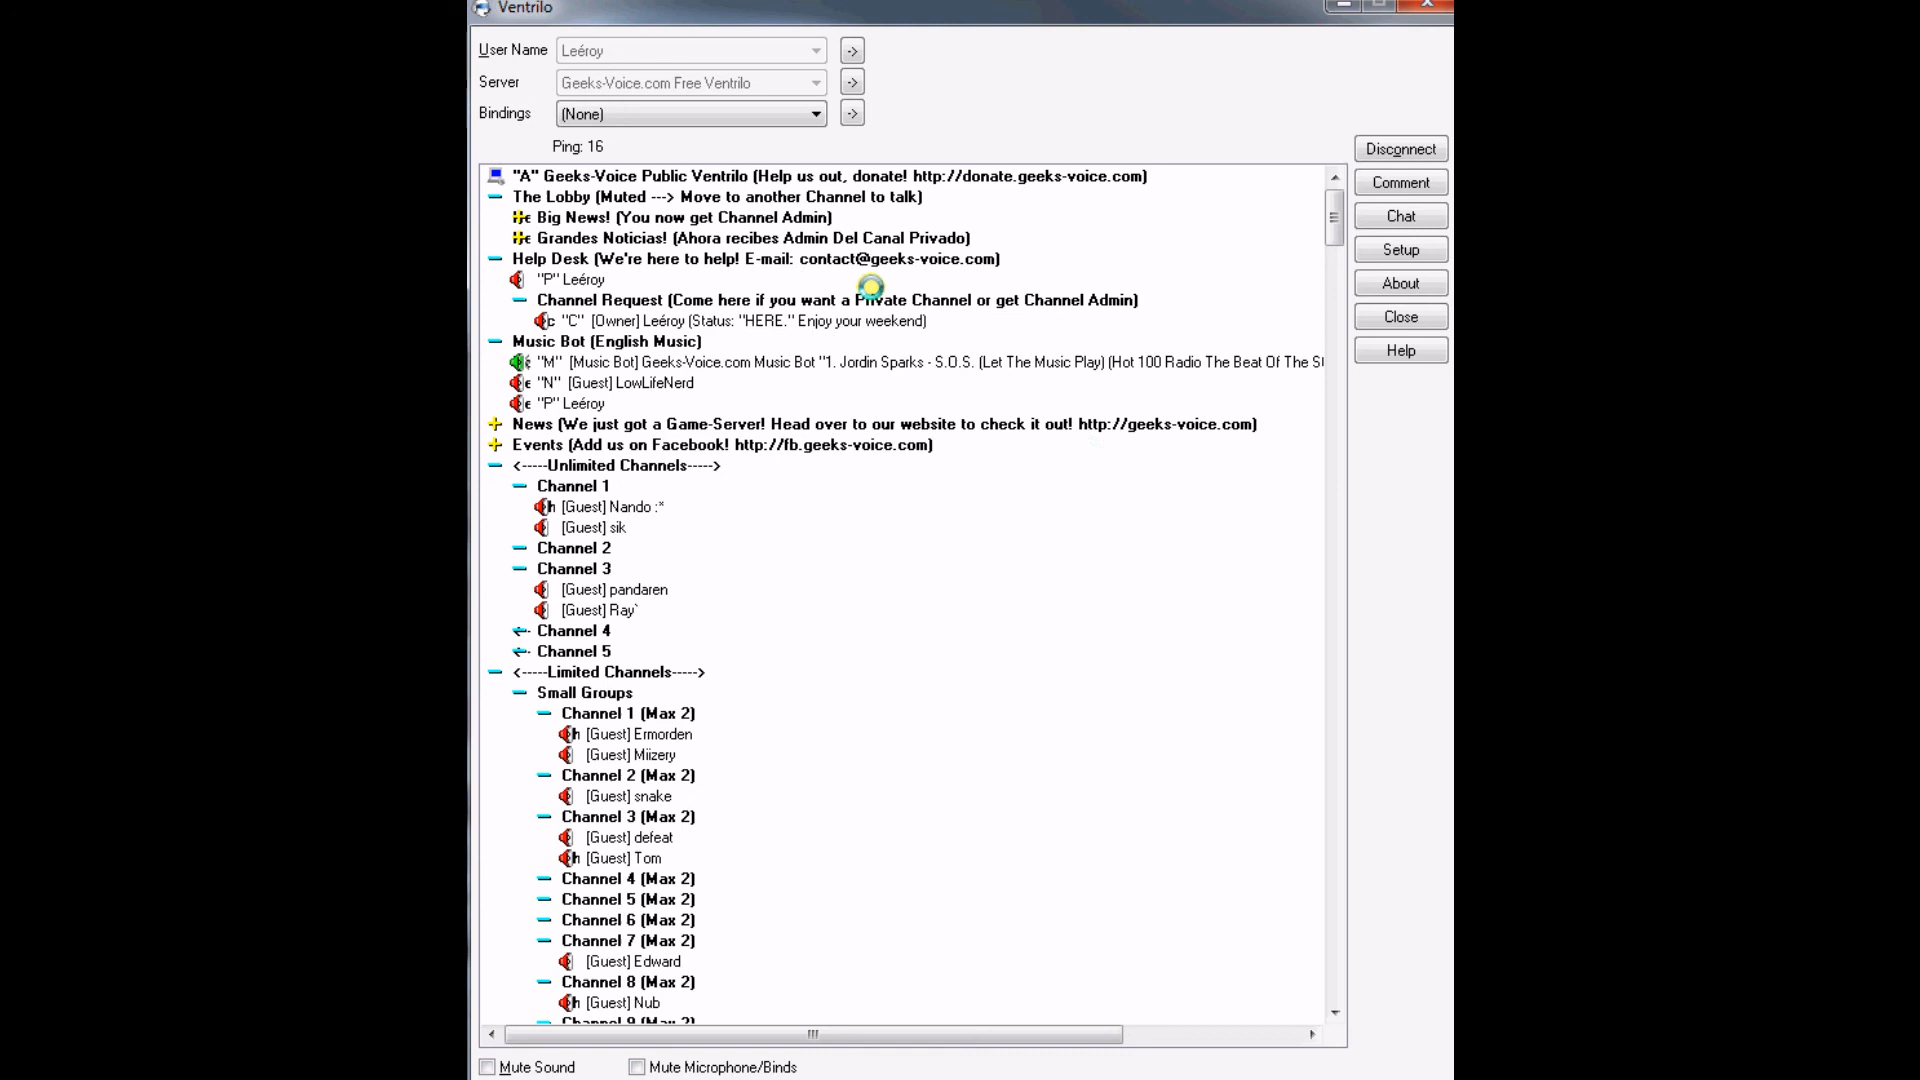 Ventrilo
User Name Leéroy ->
Server Geeks-Voice.com Free Ventrilo ->
Bindings (None) ->
Ping: 16
Disconnect
Comment
Chat
Setup
About
Close
Help
"A" Geeks-Voice Public Ventrilo (Help us out, donate! http://donate.geeks-voice.com)
The Lobby (Muted ---> Move to another Channel to talk)
Big News! (You now get Channel Admin)
Grandes Noticias! (Ahora recibes Admin Del Canal Privado)
Help Desk (We're here to help! E-mail: contact@geeks-voice.com)
"P" Leéroy
Channel Request (Come here if you want a Private Channel or get Channel Admin)
"C" [Owner] Leéroy (Status: "HERE." Enjoy your weekend)
Music Bot (English Music)
"M" [Music Bot] Geeks-Voice.com Music Bot "1. Jordin Sparks - S.O.S. (Let The Music Play) (Hot 100 Radio The Beat Of The
"N" [Guest] LowLifeNerd
"P" Leéroy
News (We just got a Game-Server! Head over to our website to check it out! http://geeks-voice.com)
Events (Add us on Facebook! http://fb.geeks-voice.com)
<-----Unlimited Channels----->
Channel 1
h [Guest] Nando :*
[Guest] sik
Channel 2
Channel 3
[Guest] pandaren
[Guest] Ray`
Channel 4
Channel 5
<-----Limited Channels----->
Small Groups
Channel 1 (Max 2)
h [Guest] Ermorden
[Guest] Miizery
Channel 2 (Max 2)
[Guest] snake
Channel 3 (Max 2)
[Guest] defeat
h [Guest] Tom
Channel 4 (Max 2)
Channel 5 (Max 2)
Channel 6 (Max 2)
Channel 7 (Max 2)
[Guest] Edward
Channel 8 (Max 2)
h [Guest] Nub
Channel 9 (Max 2)
Mute Sound Mute Microphone/Binds